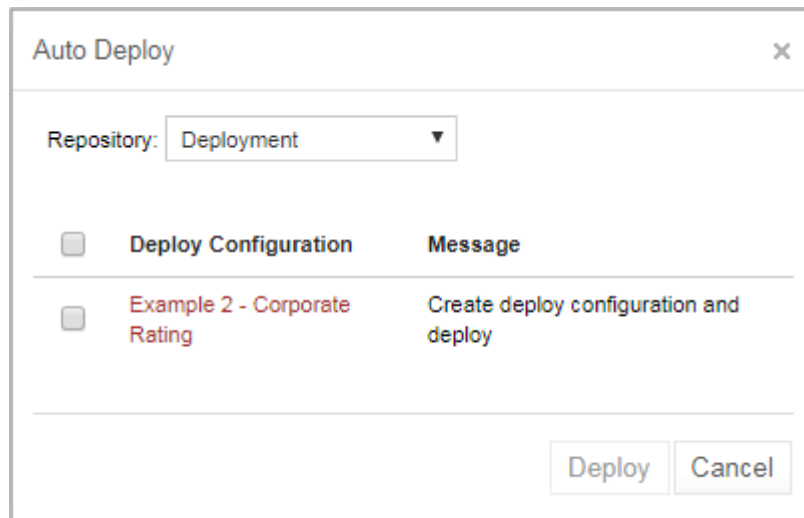 Auto Deploy ×
Repository: Deployment ▼
Deploy Configuration Message
Example 2 - Corporate Create deploy configuration and
Rating deploy
Deploy Cancel